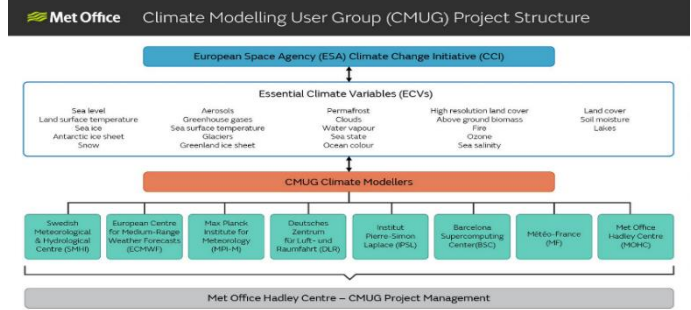 Met Office
Climate Modelling User Group (CMUG) Project Structure
European Space Agency (ESA) Climate Change Initiative (CCI)
Essential Climate Variables (ECVs)
Sea level
Land surface temperature
Sea ice
Antarctic ice sheet
Snow
Aerosols
Greenhouse gases
Sea surface temperature
Glaciers
Greenland ice sheet
Permafrost
Clouds
Water vapour
Sea state
Ocean colour
High resolution land cover
Above ground biomass
Fire
Ozone
Sea salinity
Land cover
Soil moisture
Lakes
CMUG Climate Modellers
Swedish
Meteorological
& Hydrological
Centre (SMHI)
European Centre
for Medium-Range
Weather Forecasts
(ECMWF)
Max Planck
Institute for
Meteorology
(MPI-M)
Deutsches
Zentrum
für Luft- und
Raumfahrt (DLR)
Institut
Pierre-Simon
Laplace (IPSL)
Barcelona
Supercomputing
Center(BSC)
Météo-France
(MF)
Met Office
Hadley Centre
(MOHC)
Met Office Hadley Centre – CMUG Project Management